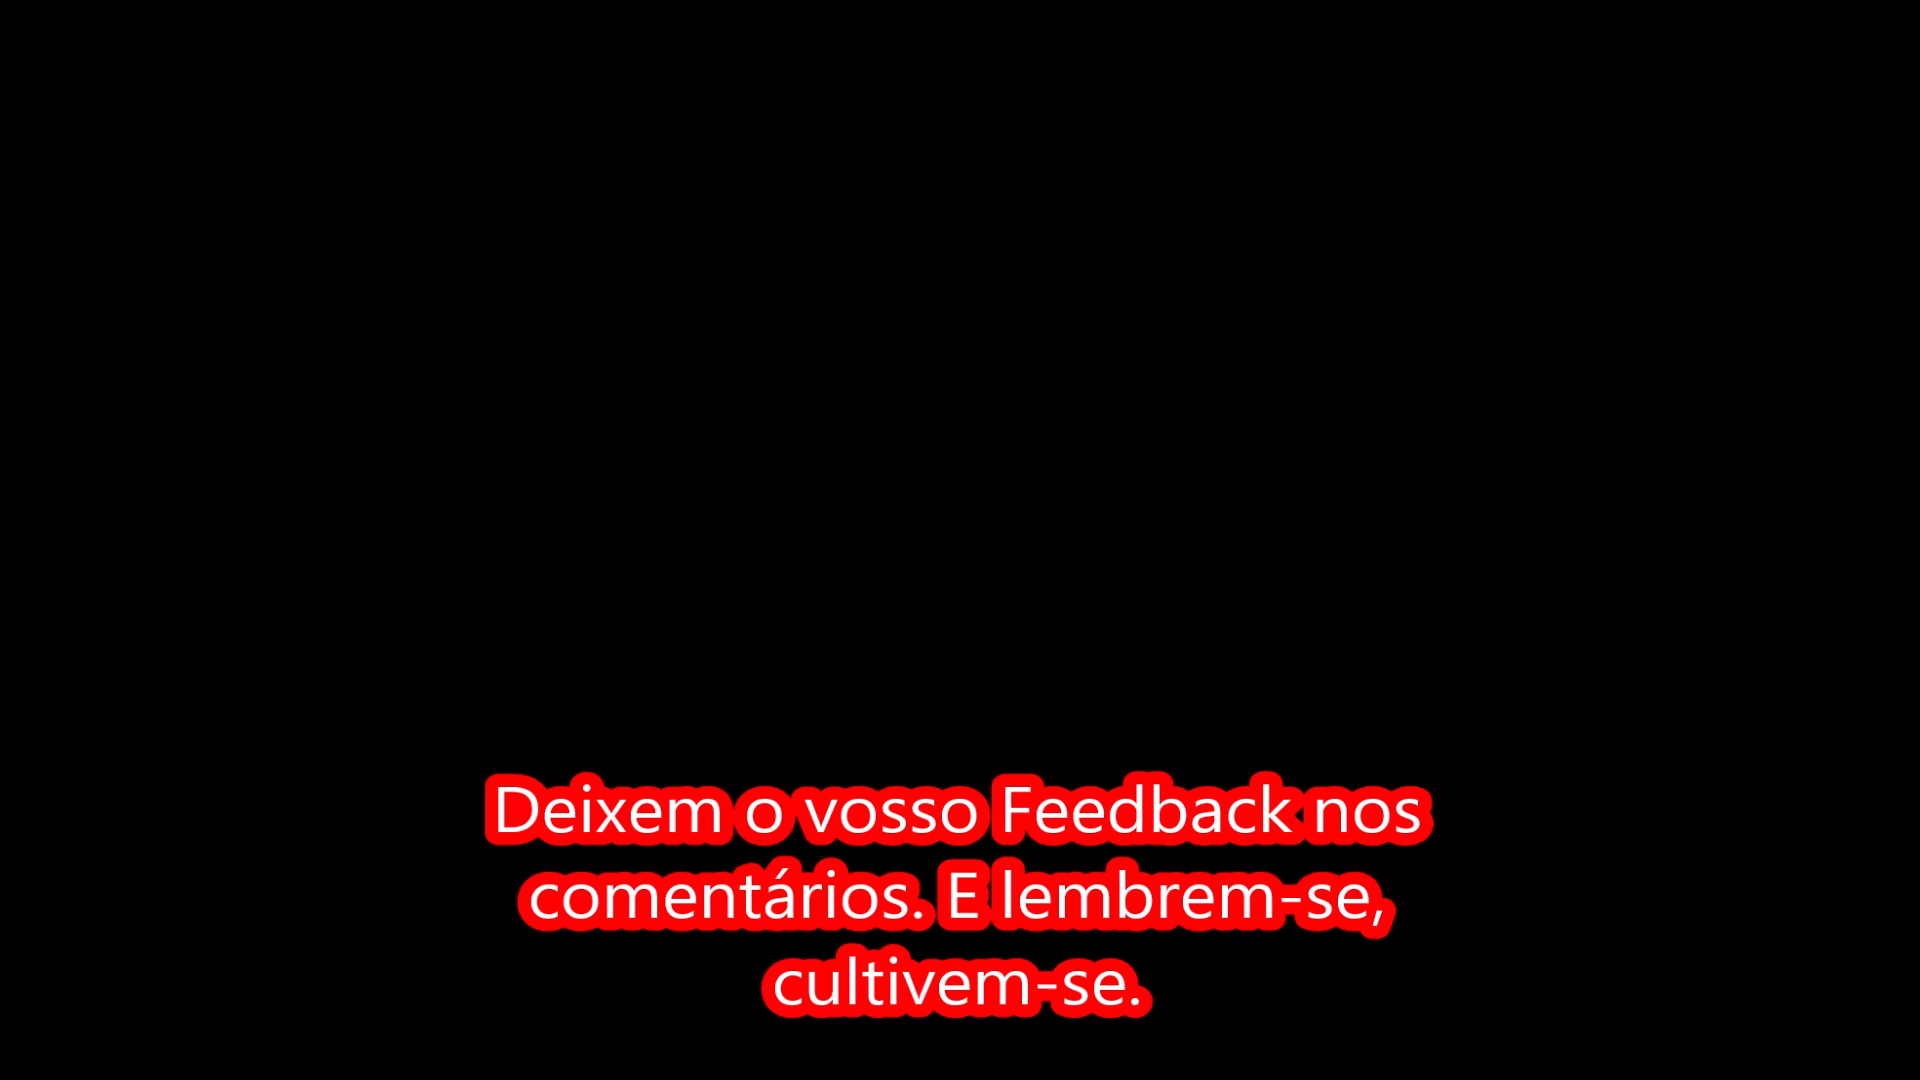 Deixem o vosso Feedback nos
comentários. E lembrem-se,
cultivem-se.